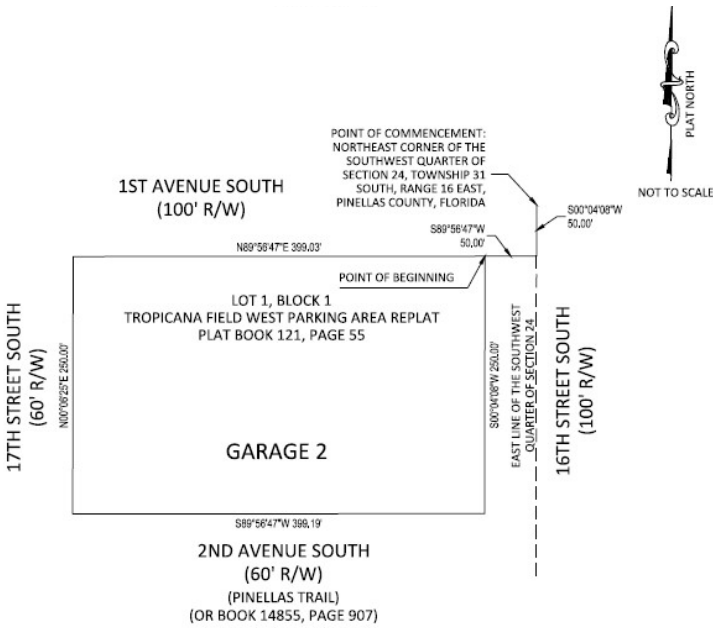 PLAT NORTH
NOT TO SCALE
POINT OF COMMENCEMENT:
NORTHEAST CORNER OF THE
SOUTHWEST QUARTER OF
SECTION 24, TOWNSHIP 31
SOUTH, RANGE 16 EAST,
PINELLAS COUNTY, FLORIDA
1ST AVENUE SOUTH
(100' R/W)
S00°04'08"W
50.00'
S89°56'47"W
50.00'
N89°56'47"E 399.03'
POINT OF BEGINNING
LOT 1, BLOCK 1
TROPICANA FIELD WEST PARKING AREA REPLAT
PLAT BOOK 121, PAGE 55
17TH STREET SOUTH
(60' R/W)
N00°06'25"E 250.00'
S00°04'08"W 250.00'
EAST LINE OF THE SOUTHWEST
QUARTER OF SECTION 24
16TH STREET SOUTH
(100' R/W)
GARAGE 2
S89°56'47"W 399.19'
2ND AVENUE SOUTH
(60' R/W)
(PINELLAS TRAIL)
(OR BOOK 14855, PAGE 907)